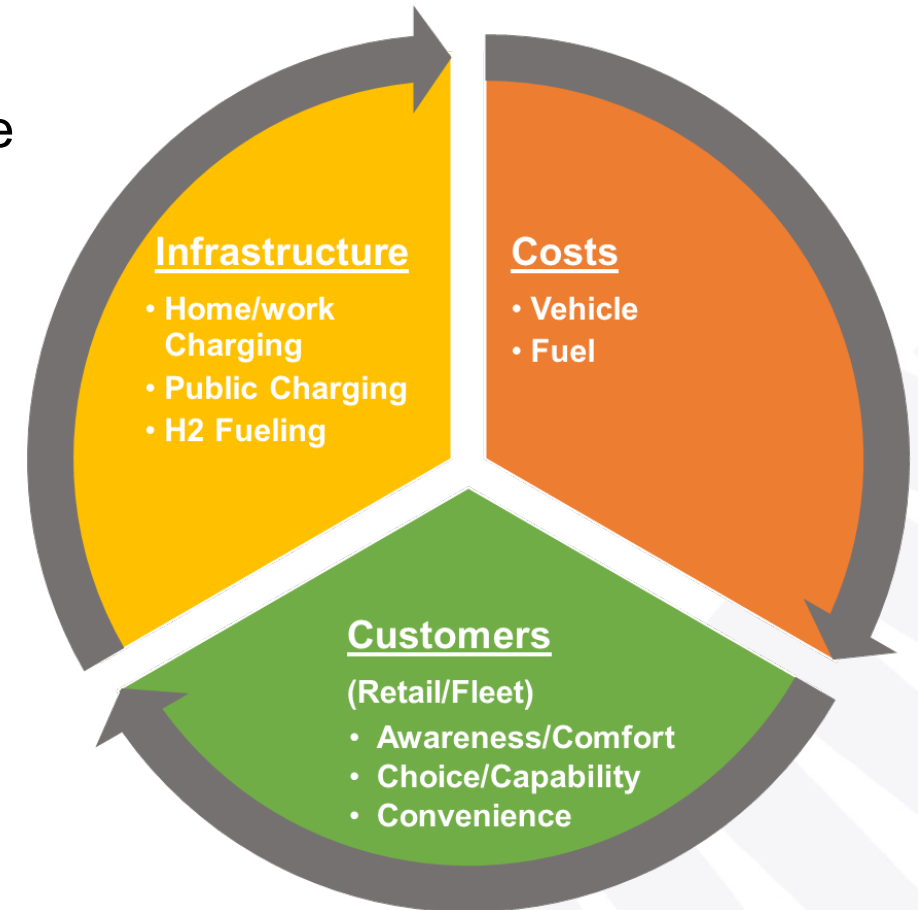 e
Infrastructure
• Home/work
Charging
• Public Charging
• H2 Fueling
Costs
• Vehicle
• Fuel
Customers
(Retail/Fleet)
• Awareness/Comfort
• Choice/Capability
• Convenience